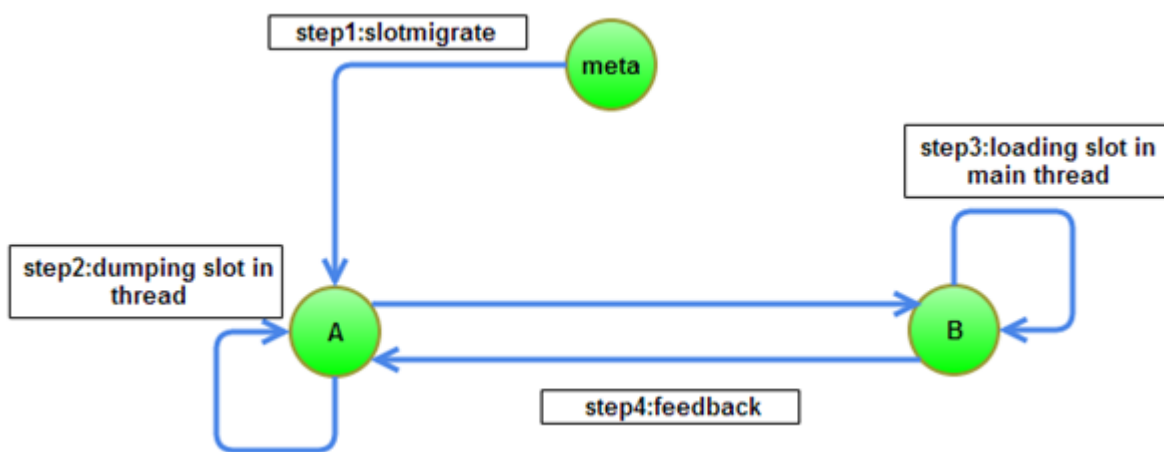 step1:slotmigrate
meta
step3:loading slot in
main thread
step2:dumping slot in
thread
A
B
step4:feedback